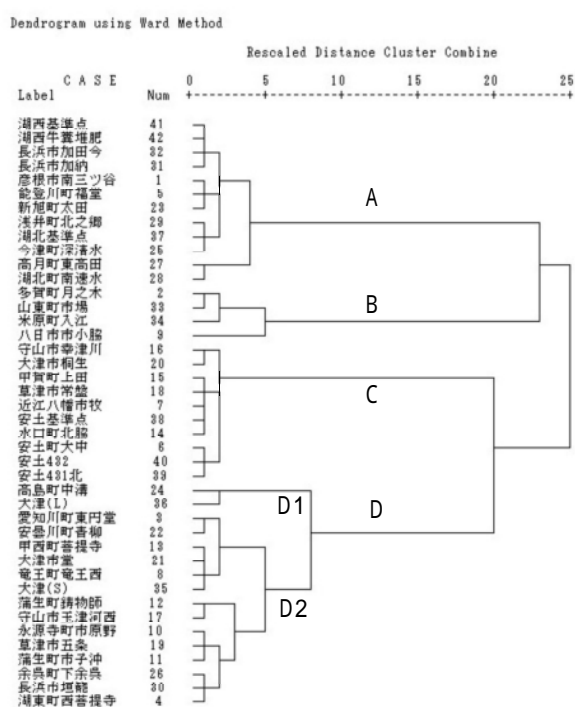 Dendrogram using Ward Method
Rescaled Distance Cluster Combine
C A S E 0 5 10 15 20 25
Label Num +---------+---------+---------+---------+---------+
湖西基準点 41
湖西牛糞堆肥 42
長浜市加田今 32
長浜市加納 31
彦根市南三ツ谷 1
能登川町福堂 5
新旭町太田 23
浅井町北之郷 29
湖北基準点 37
今津町深清水 25
高月町東高田 27
湖北町南速水 28
多賀町月之木 2
山東町市場 33
米原町入江 34
八日市市小脇 9
守山市幸津川 16
大津市桐生 20
甲賀町上田 15
草津市常盤 18
近江八幡市牧 7
安土基準点 38
水口町北脇 14
安土町大中 6
安土432 40
安土431北 39
高島町中溝 24
大津(L) 36
愛知川町東円堂 3
安曇川町青柳 22
甲西町菩提寺 13
大津市堂 21
竜王町竜王西 8
大津(S) 35
蒲生町鋳物師 12
守山市玉津河西 17
永源寺町市原野 10
草津市五条 19
蒲生町市子沖 11
余呉町下余呉 26
長浜市垣籠 30
湖東町西菩提寺 4
A
B
C
D1
D
D2